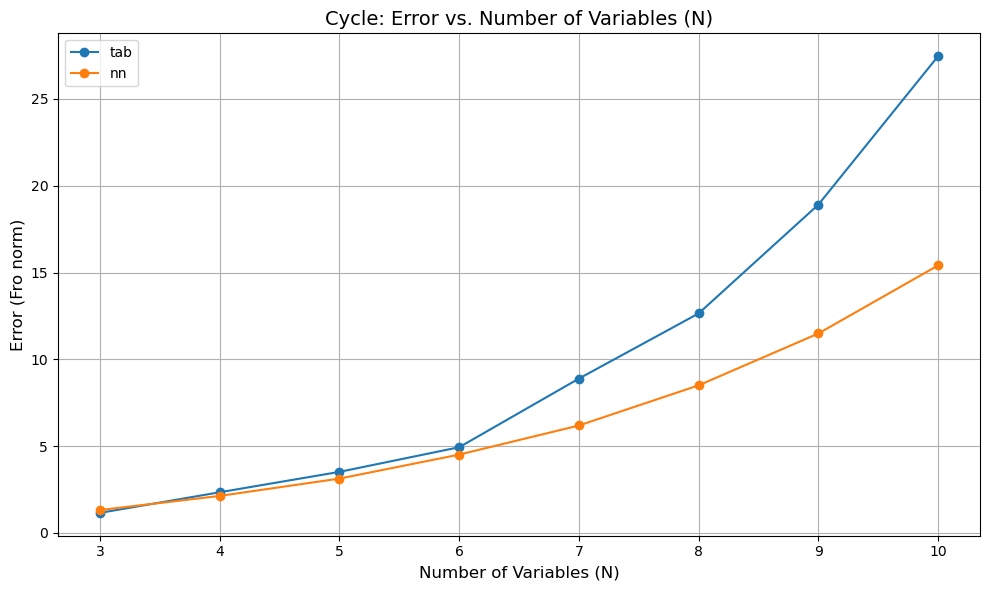 Cycle: Error vs. Number of Variables (N)
tab
nn
Error (Fro norm)
25
20
15
10
5
0
3 4 5 6 7 8 9 10
Number of Variables (N)